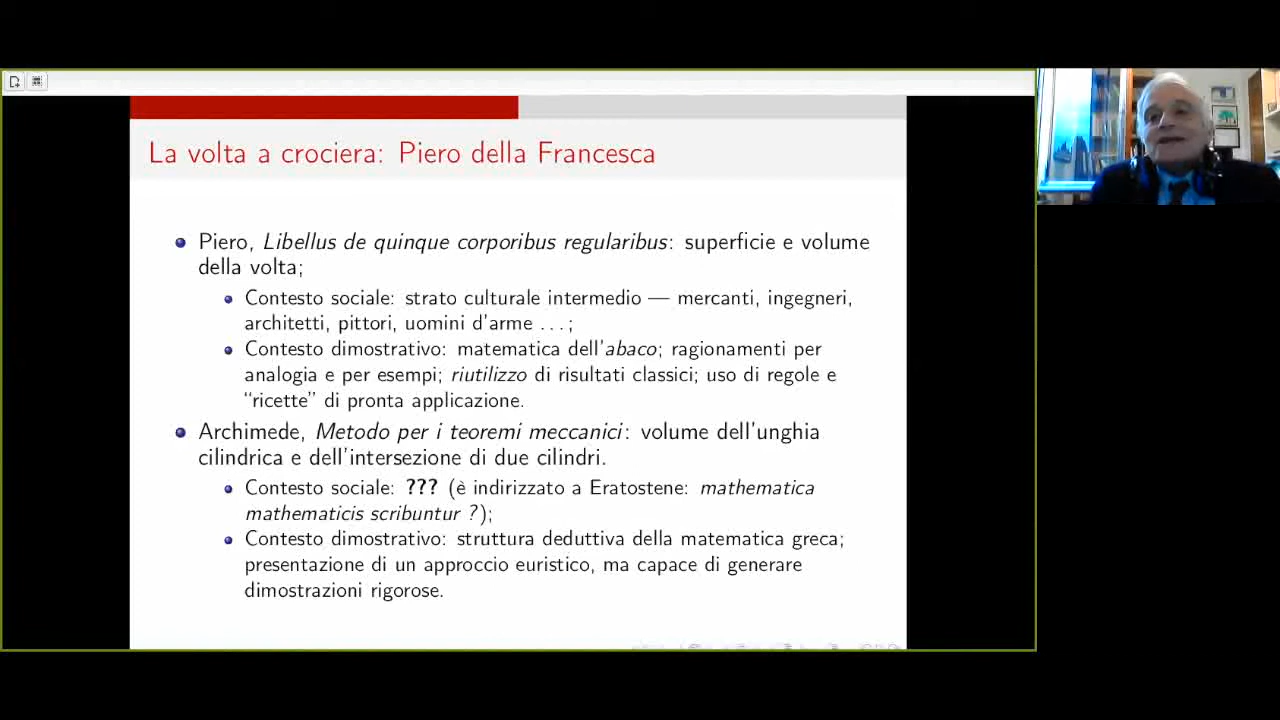 La volta a crociera: Piero della Francesca
Piero, Libellus de quinque corporibus regularibus: superficie e volume
della volta;
Contesto sociale: strato culturale intermedio — mercanti, ingegneri,
architetti, pittori, uomini d'arme ...;
Contesto dimostrativo: matematica dell'abaco; ragionamenti per
analogia e per esempi; riutilizzo di risultati classici; uso di regole e
“ricette” di pronta applicazione.
Archimede, Metodo per i teoremi meccanici: volume dell'unghia
cilindrica e dell'intersezione di due cilindri.
Contesto sociale: ??? (è indirizzato a Eratostene: mathematica
mathematicis scribuntur ?);
Contesto dimostrativo: struttura deduttiva della matematica greca;
presentazione di un approccio euristico, ma capace di generare
dimostrazioni rigorose.